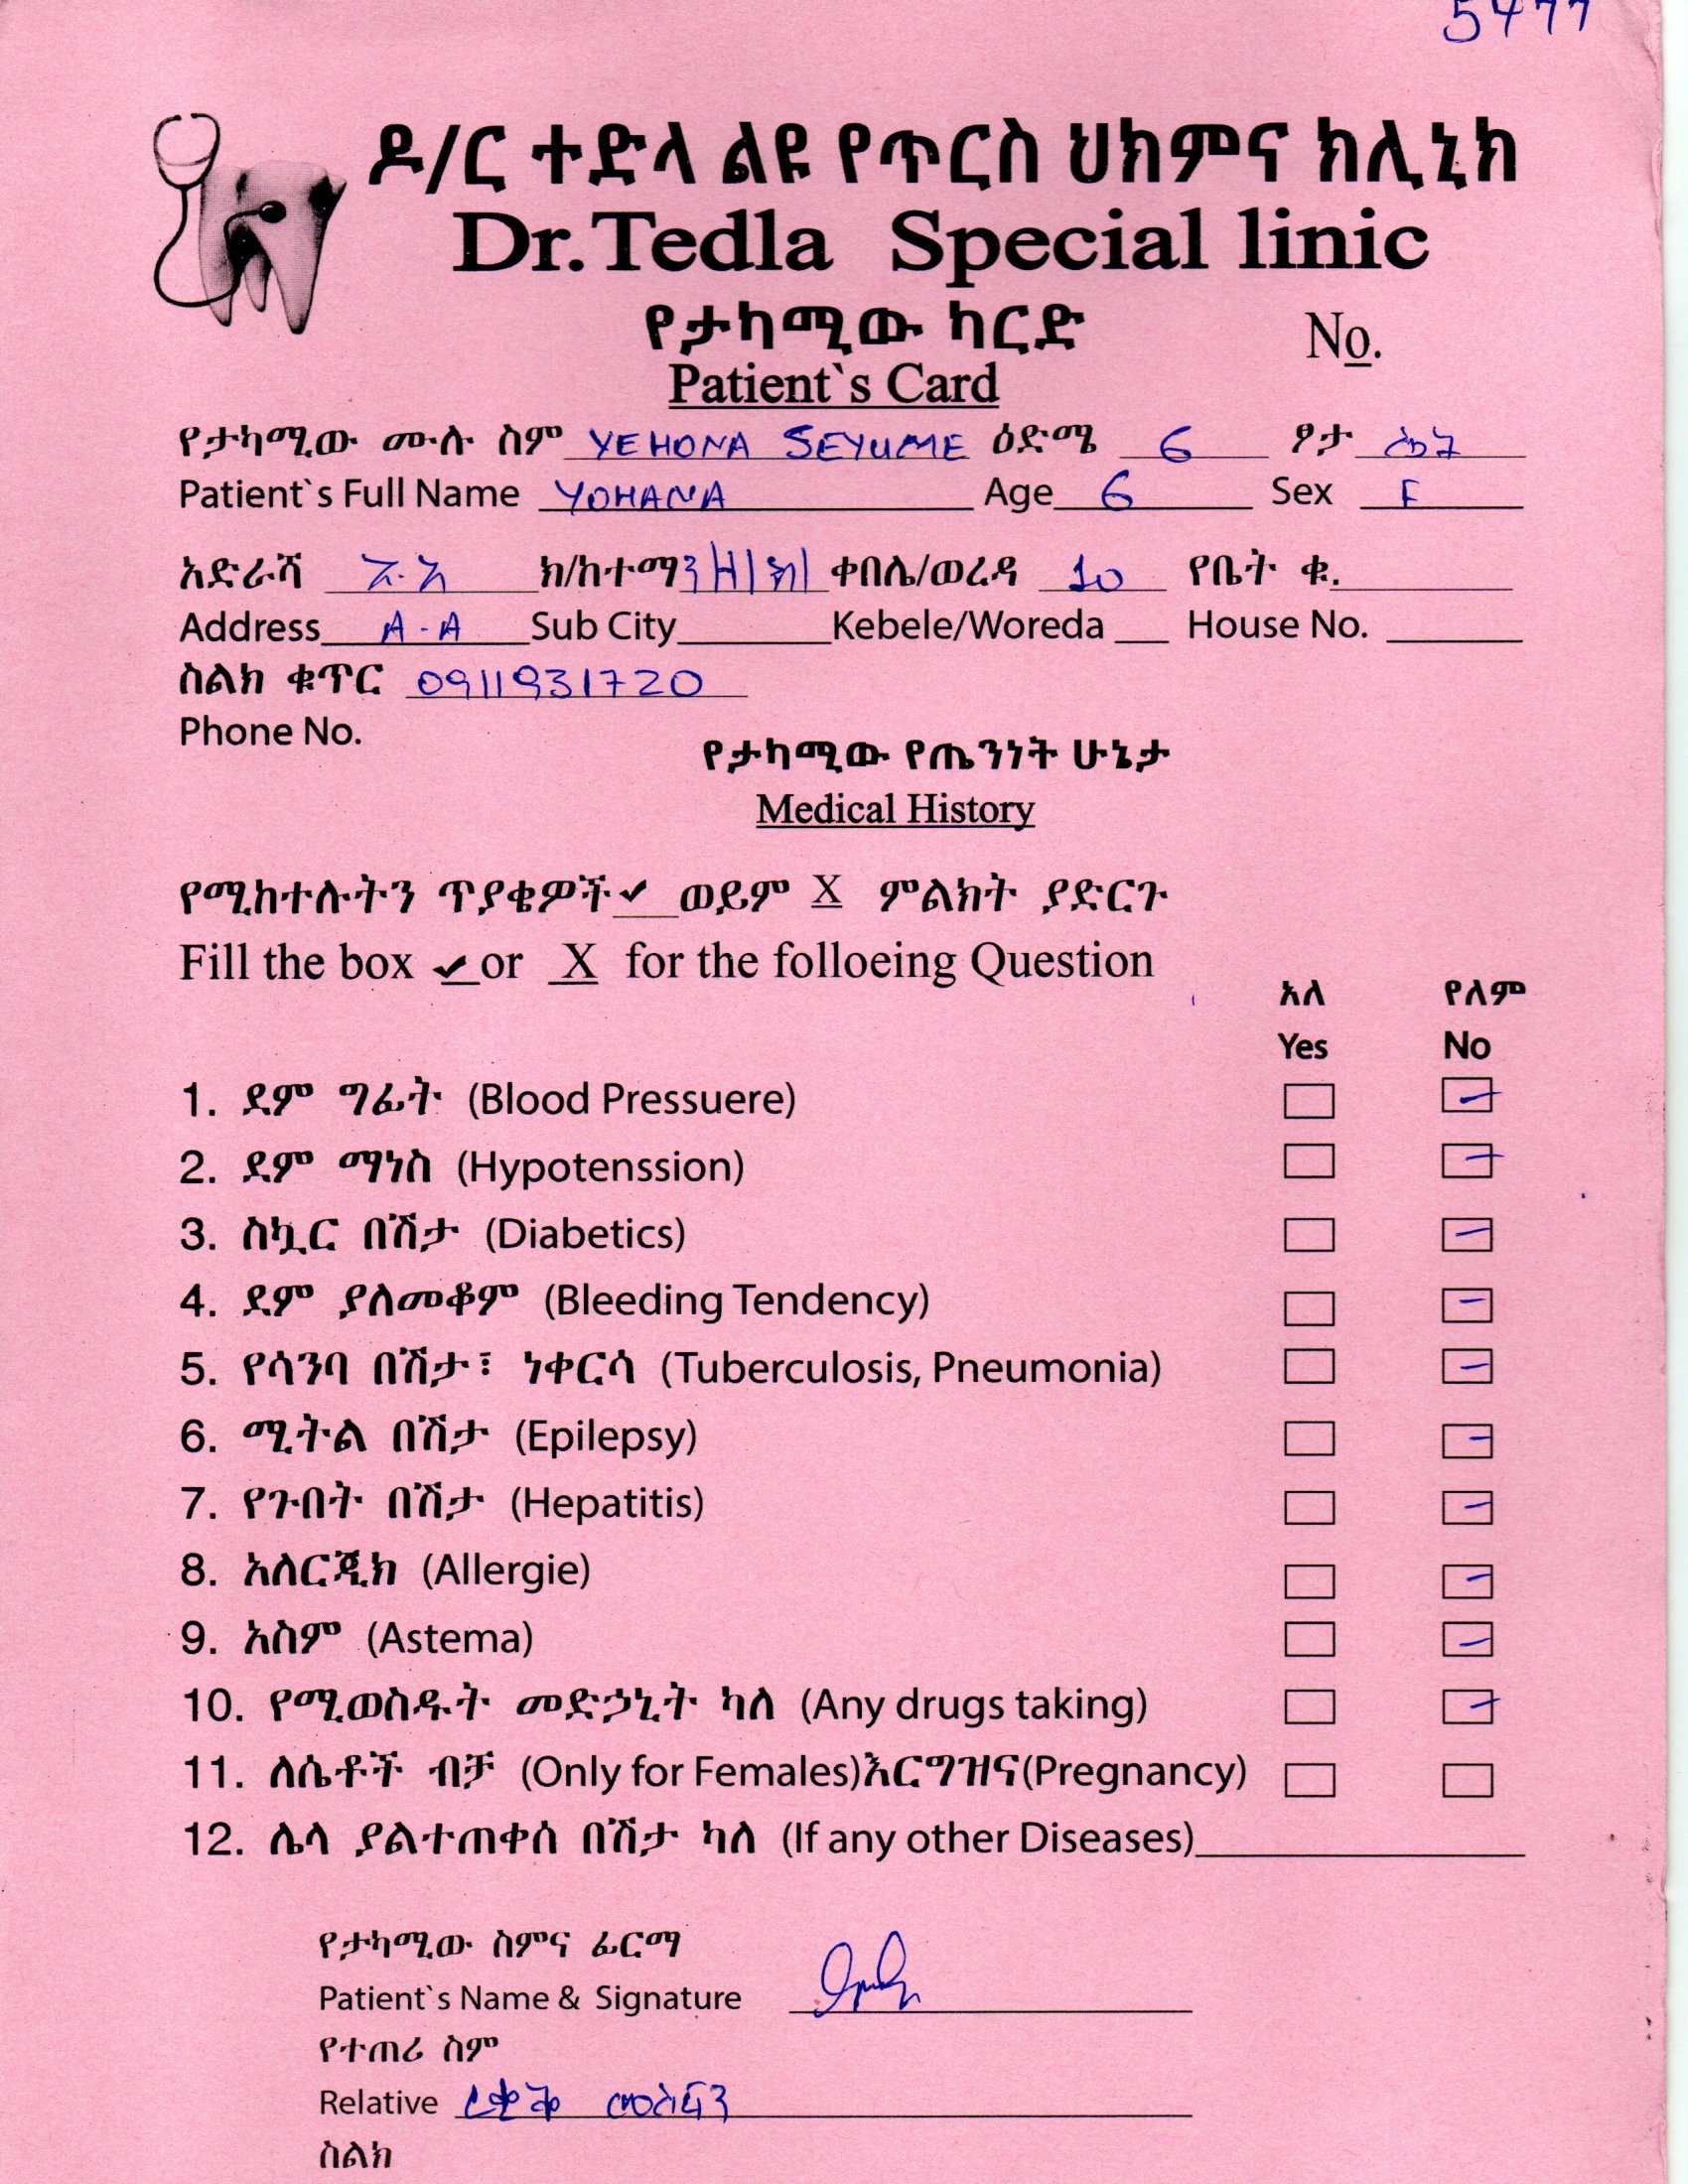 5477
ዶ/ር ተድላ ልዩ የጥርስ ህክምና ክሊኒክ
Dr.Tedla Special linic
የታካሚው ካርድ
No.
Patient`s Card
የታካሚው ሙሉ ስም YEHONA SEYUME ዕድሜ 6 ፆታ ሴት
Patient`s Full Name YOHANA Age 6 Sex F
አድራሻ አ.አ ክ/ከተማ ቀበሌ/ወረዳ 10 የቤት ቁ.
Address A-A Sub City Kebele/Woreda House No.
ስልክ ቁጥር 0911931720
Phone No.
የታካሚው የጤንነት ሁኔታ
Medical History
የሚከተሉትን ጥያቄዎች ✔ ወይም X ምልክት ያድርጉ
Fill the box ✔ or X for the folloeing Question
አለ የለም
Yes No
1. ደም ግፊት (Blood Pressuere)
2. ደም ማነስ (Hypotenssion)
3. ስኳር በሽታ (Diabetics)
4. ደም ያለመቆም (Bleeding Tendency)
5. የሳንባ በሽታ፣ ነቀርሳ (Tuberculosis, Pneumonia)
6. ሚትል በሽታ (Epilepsy)
7. የጉበት በሽታ (Hepatitis)
8. አለርጂክ (Allergie)
9. አስም (Astema)
10. የሚወስዱት መድኃኒት ካለ (Any drugs taking)
11. ለሴቶች ብቻ (Only for Females)እርግዝና(Pregnancy)
12. ሌላ ያልተጠቀሰ በሽታ ካለ (If any other Diseases)
የታካሚው ስምና ፊርማ
Patient`s Name & Signature
የተጠሪ ስም
Relative መስፍን
ስልክ